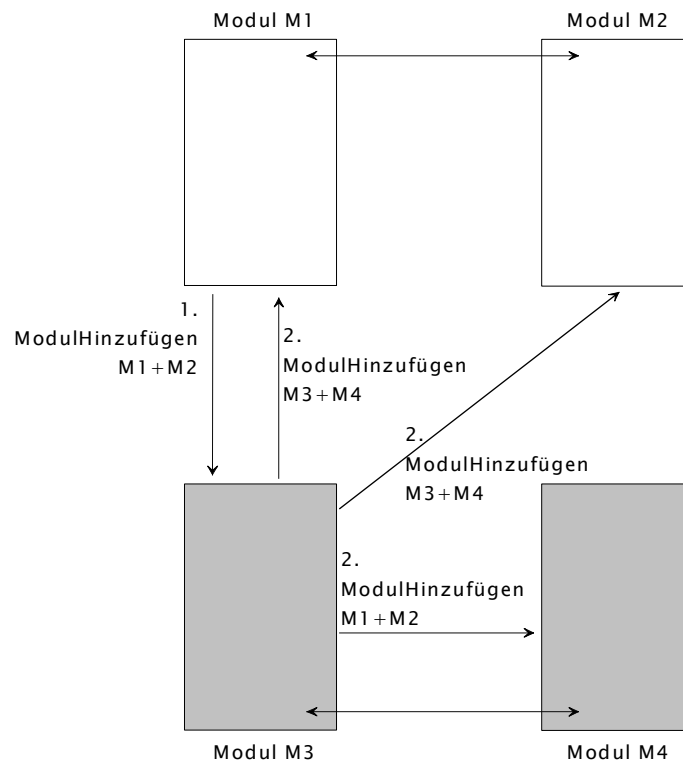 Modul M1
Modul M2
1.
ModulHinzufügen
M1+M2
2.
ModulHinzufügen
M3+M4
2.
ModulHinzufügen
M3+M4
2.
ModulHinzufügen
M1+M2
Modul M3
Modul M4